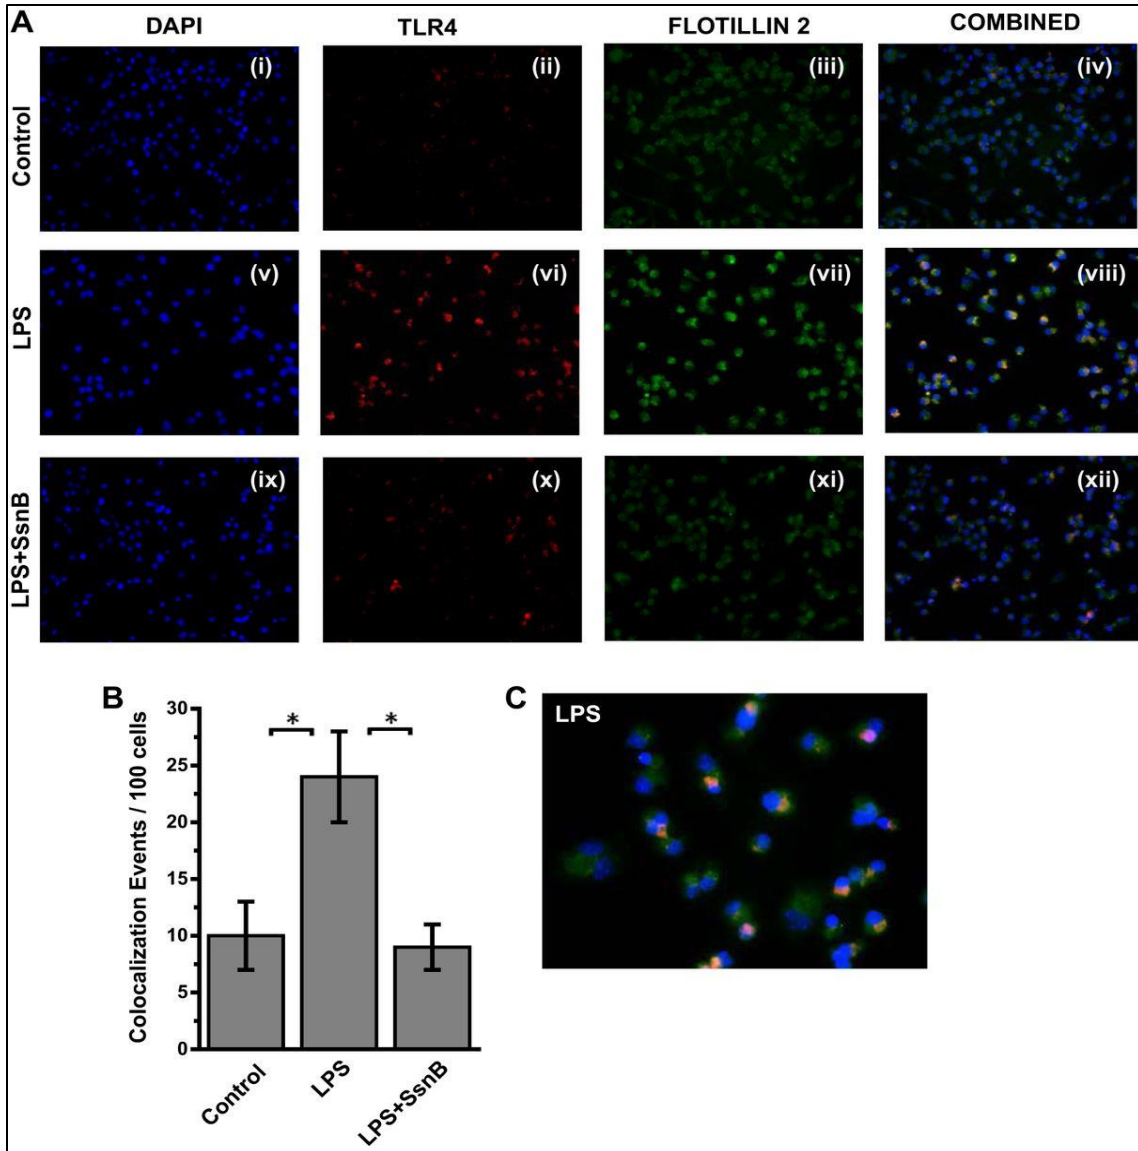 A
DAPI TLR4 FLOTILLIN 2 COMBINED
Control (i) (ii) (iii) (iv)
LPS (v) (vi) (vii) (viii)
LPS+SsnB (ix) (x) (xi) (xii)
B
Colocalization Events / 100 cells
30
25
20
15
10
5
0
* *
Control LPS LPS+SsnB
C
LPS